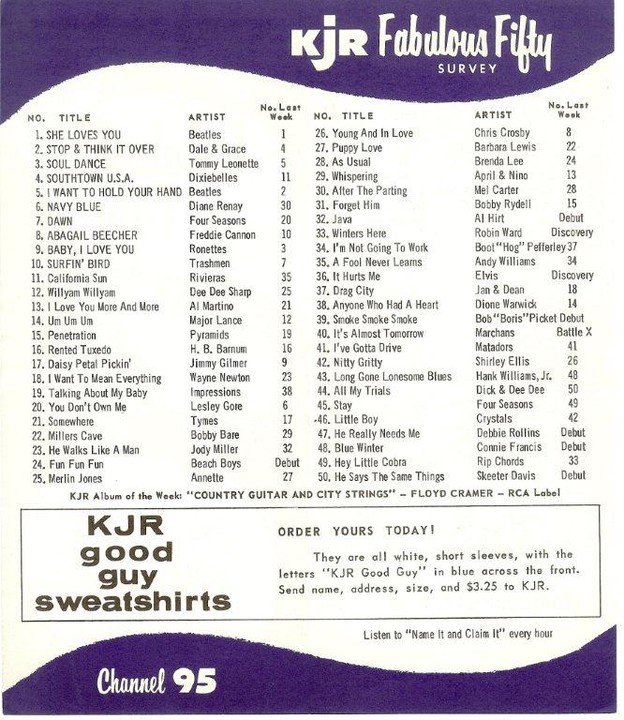 KJR Fabulous Fifty
SURVEY
NO. TITLE ARTIST No. Last Week
1. SHE LOVES YOU Beatles 1
2. STOP & THINK IT OVER Dale & Grace 4
3. SOUL DANCE Tommy Leonette 5
4. SOUTHTOWN U.S.A. Dixiebelles 11
5. I WANT TO HOLD YOUR HAND Beatles 2
6. NAVY BLUE Diane Renay 30
7. DAWN Four Seasons 20
8. ABAGAIL BEECHER Freddie Cannon 10
9. BABY, I LOVE YOU Ronettes 3
10. SURFIN' BIRD Trashmen 7
11. California Sun Rivieras 35
12. Willyam Willyam Dee Dee Sharp 25
13. I Love You More And More Al Martino 21
14. Um Um Um Major Lance 12
15. Penetration Pyramids 19
16. Rented Tuxedo H. B. Barnum 16
17. Daisy Petal Pickin' Jimmy Gilmer 9
18. I Want To Mean Everything Wayne Newton 23
19. Talking About My Baby Impressions 38
20. You Don't Own Me Lesley Gore 6
21. Somewhere Tymes 17
22. Millers Cave Bobby Bare 29
23. He Walks Like A Man Jody Miller 32
24. Fun Fun Fun Beach Boys Debut
25. Merlin Jones Annette 27
NO. TITLE ARTIST No. Last Week
26. Young And In Love Chris Crosby 8
27. Puppy Love Barbara Lewis 22
28. As Usual Brenda Lee 24
29. Whispering April & Nino 13
30. After The Parting Mel Carter 28
31. Forget Him Bobby Rydell 15
32. Java Al Hirt Debut
33. Winters Here Robin Ward Discovery
34. I'm Not Going To Work Boot "Hog" Pefferley 37
35. A Fool Never Learns Andy Williams 34
36. It Hurts Me Elvis Discovery
37. Drag City Jan & Dean 18
38. Anyone Who Had A Heart Dione Warwick 14
39. Smoke Smoke Smoke Bob "Boris" Picket Debut
40. It's Almost Tomorrow Marchans Battle X
41. I've Gotta Drive Matadors 41
42. Nitty Gritty Shirley Ellis 26
43. Long Gone Lonesome Blues Hank Williams, Jr. 48
44. All My Trials Dick & Dee Dee 50
45. Stay Four Seasons 49
46. Little Boy Crystals 42
47. He Really Needs Me Debbie Rollins Debut
48. Blue Winter Connie Francis Debut
49. Hey Little Cobra Rip Chords 33
50. He Says The Same Things Skeeter Davis Debut
KJR Album of the Week: "COUNTRY GUITAR AND CITY STRINGS" – FLOYD CRAMER – RCA Label
KJR
good
guy
sweatshirts
ORDER YOURS TODAY!
They are all white, short sleeves, with the
letters "KJR Good Guy" in blue across the front.
Send name, address, size, and $3.25 to KJR.
Listen to "Name It and Claim It" every hour
Channel 95